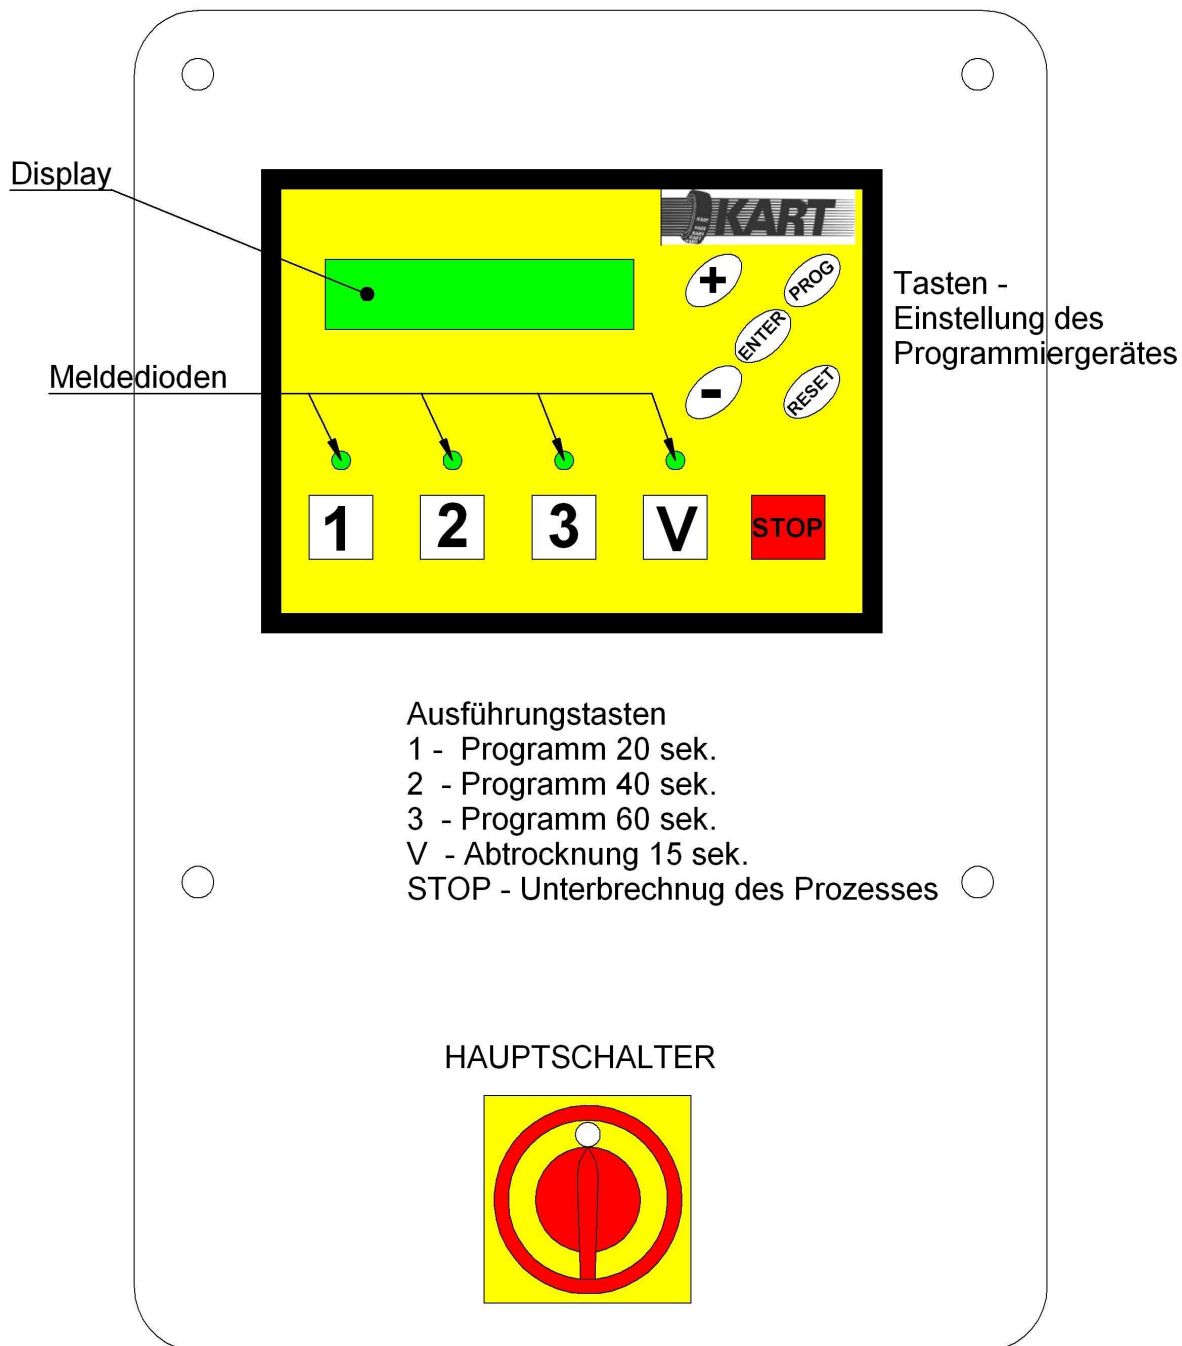 Display
KART
+
PROG
ENTER
-
RESET
Tasten -
Einstellung des
Programmiergerätes
Meldedioden
1
2
3
V
STOP
Ausführungstasten
1 - Programm 20 sek.
2 - Programm 40 sek.
3 - Programm 60 sek.
V - Abtrocknung 15 sek.
STOP - Unterbrechnug des Prozesses
HAUPTSCHALTER